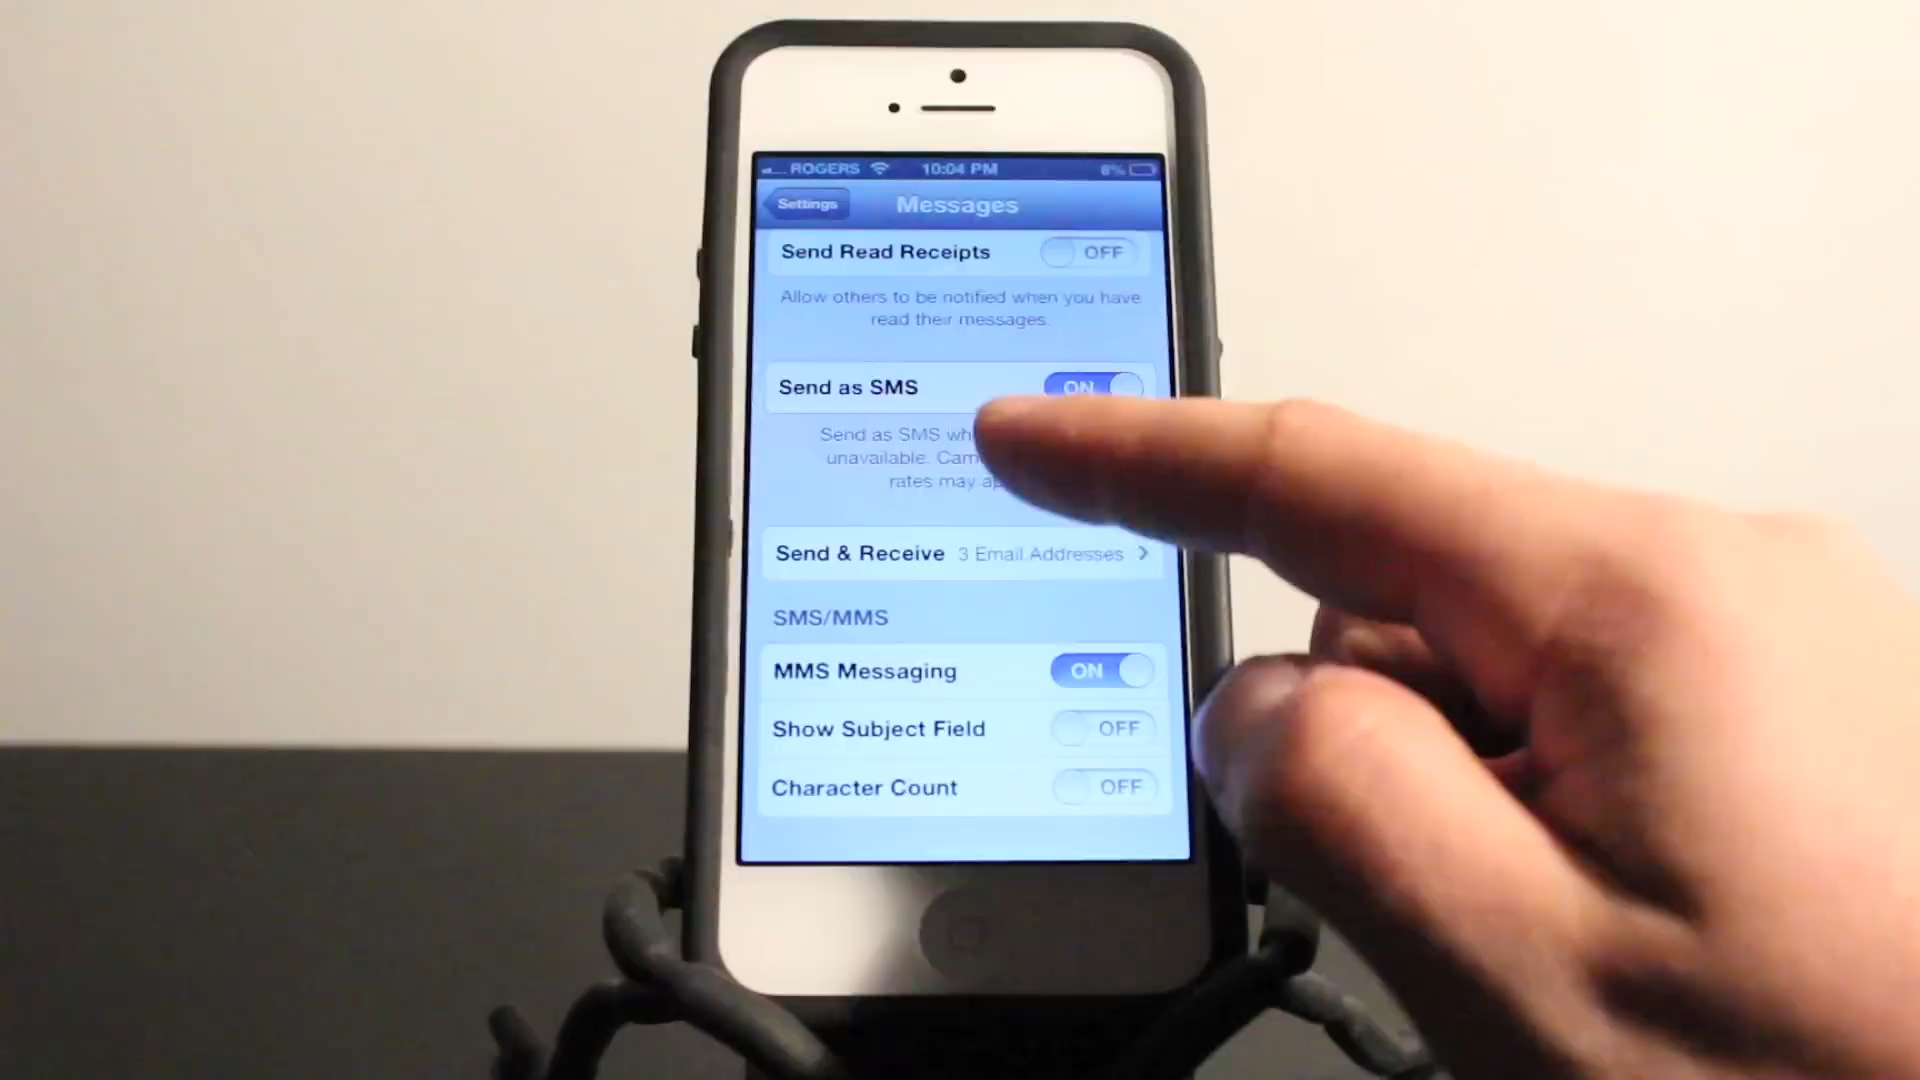 ROGERS 10:04 PM 6%
Settings Messages
Send Read Receipts OFF
Allow others to be notified when you have
read their messages.
Send as SMS ON
Send as SMS
unavailable.
rates may
Send & Receive 3 Email Addresses
SMS/MMS
MMS Messaging ON
Show Subject Field OFF
Character Count OFF